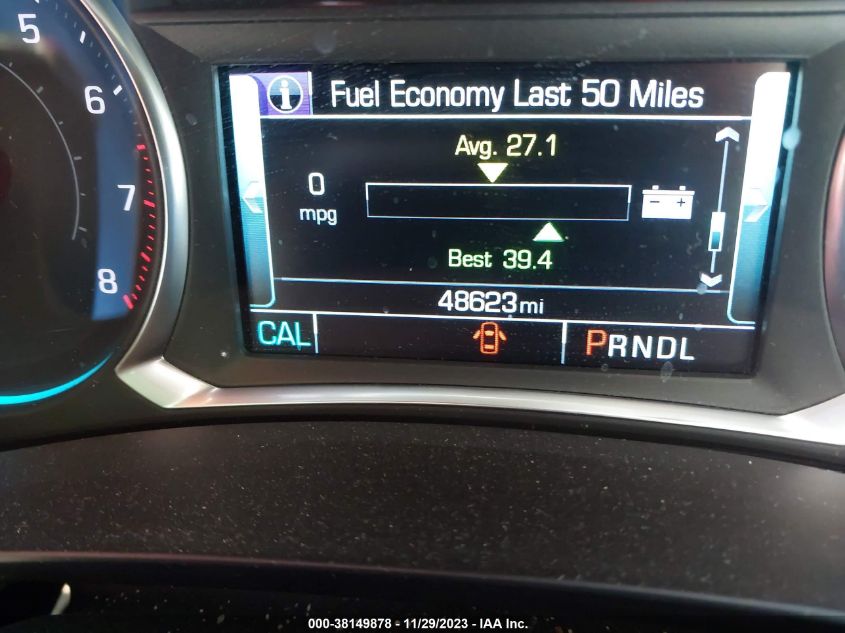 5
6
7
8
i Fuel Economy Last 50 Miles
Avg. 27.1
0
mpg
- +
Best 39.4
48623mi
CAL
PRNDL
000-38149878 - 11/29/2023 - IAA Inc.